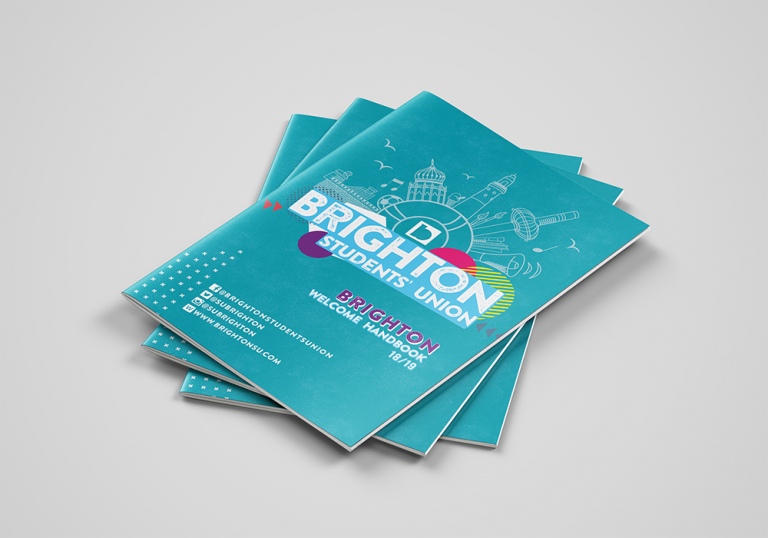 BRIGHTON
STUDENTS' UNION
BRIGHTON
WELCOME HANDBOOK
18/19
@BRIGHTONSTUDENTSUNION
@SUBRIGHTON
@SUBRIGHTON
WWW.BRIGHTONSU.COM